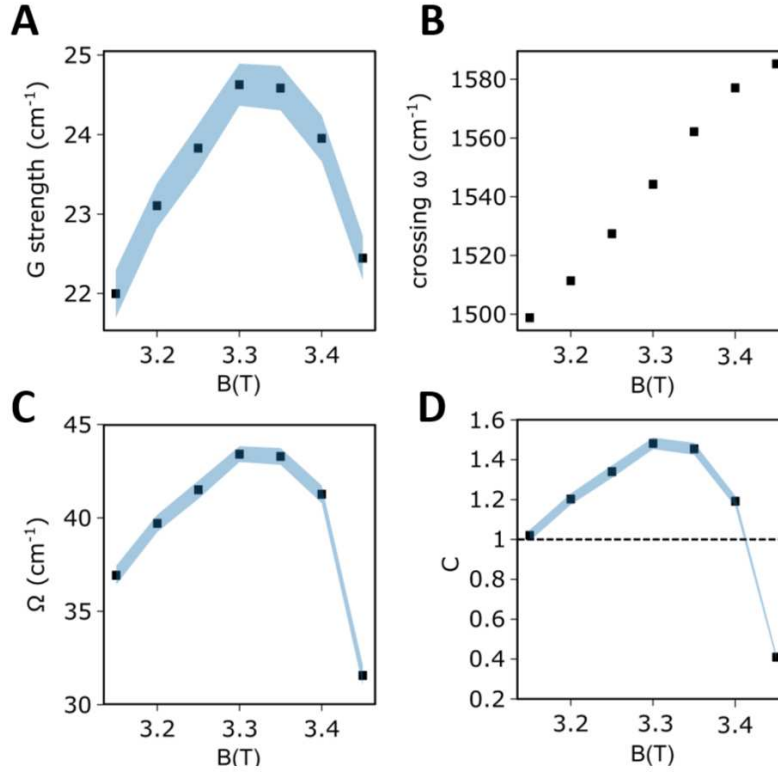 A
G strength (cm⁻¹)
25
24
23
22
3.2 3.3 3.4
B(T)
B
crossing ω (cm⁻¹)
1580
1560
1540
1520
1500
3.2 3.3 3.4
B(T)
C
Ω (cm⁻¹)
45
40
35
30
3.2 3.3 3.4
B(T)
D
C
1.6
1.4
1.2
1
0.8
0.6
0.4
0.2
3.2 3.3 3.4
B(T)